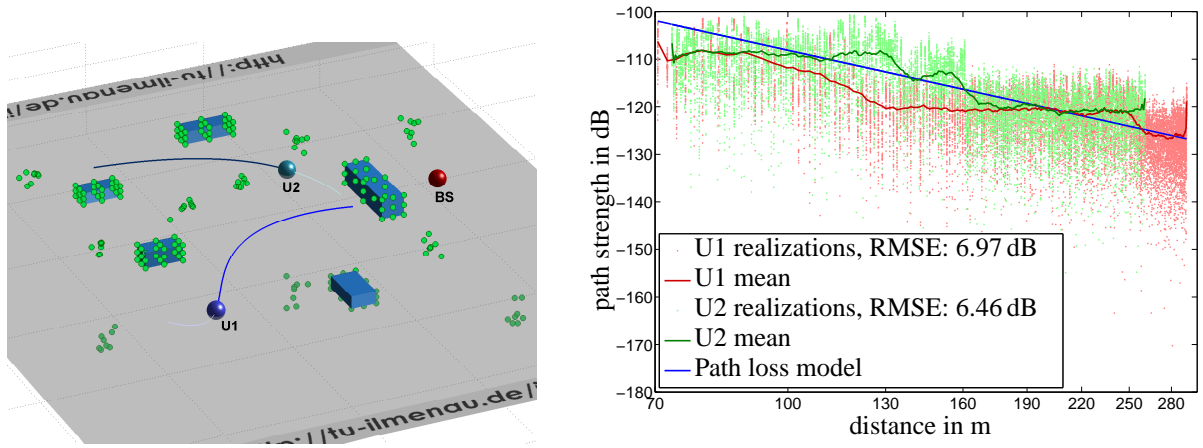 http://tu-ilmenau.de/
U2
BS
U1
http://tu-ilmenau.de/
path strength in dB
−100
−110
−120
−130
−140
−150
−160
−170
−180
U1 realizations, RMSE: 6.97 dB
U1 mean
U2 realizations, RMSE: 6.46 dB
U2 mean
Path loss model
70 100 130 160 190 220 250 280
distance in m